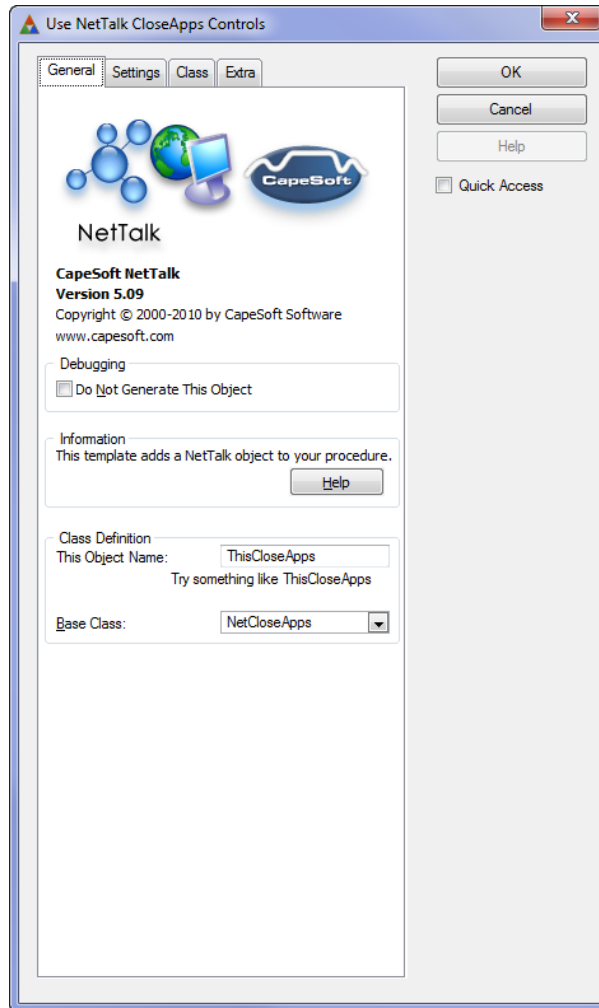 Use NetTalk CloseApps Controls
General Settings Class Extra
OK
Cancel
Help
Quick Access
NetTalk
CapeSoft
CapeSoft NetTalk
Version 5.09
Copyright © 2000-2010 by CapeSoft Software
www.capesoft.com
Debugging
Do Not Generate This Object
Information
This template adds a NetTalk object to your procedure.
Help
Class Definition
This Object Name: ThisCloseApps
Try something like ThisCloseApps
Base Class: NetCloseApps